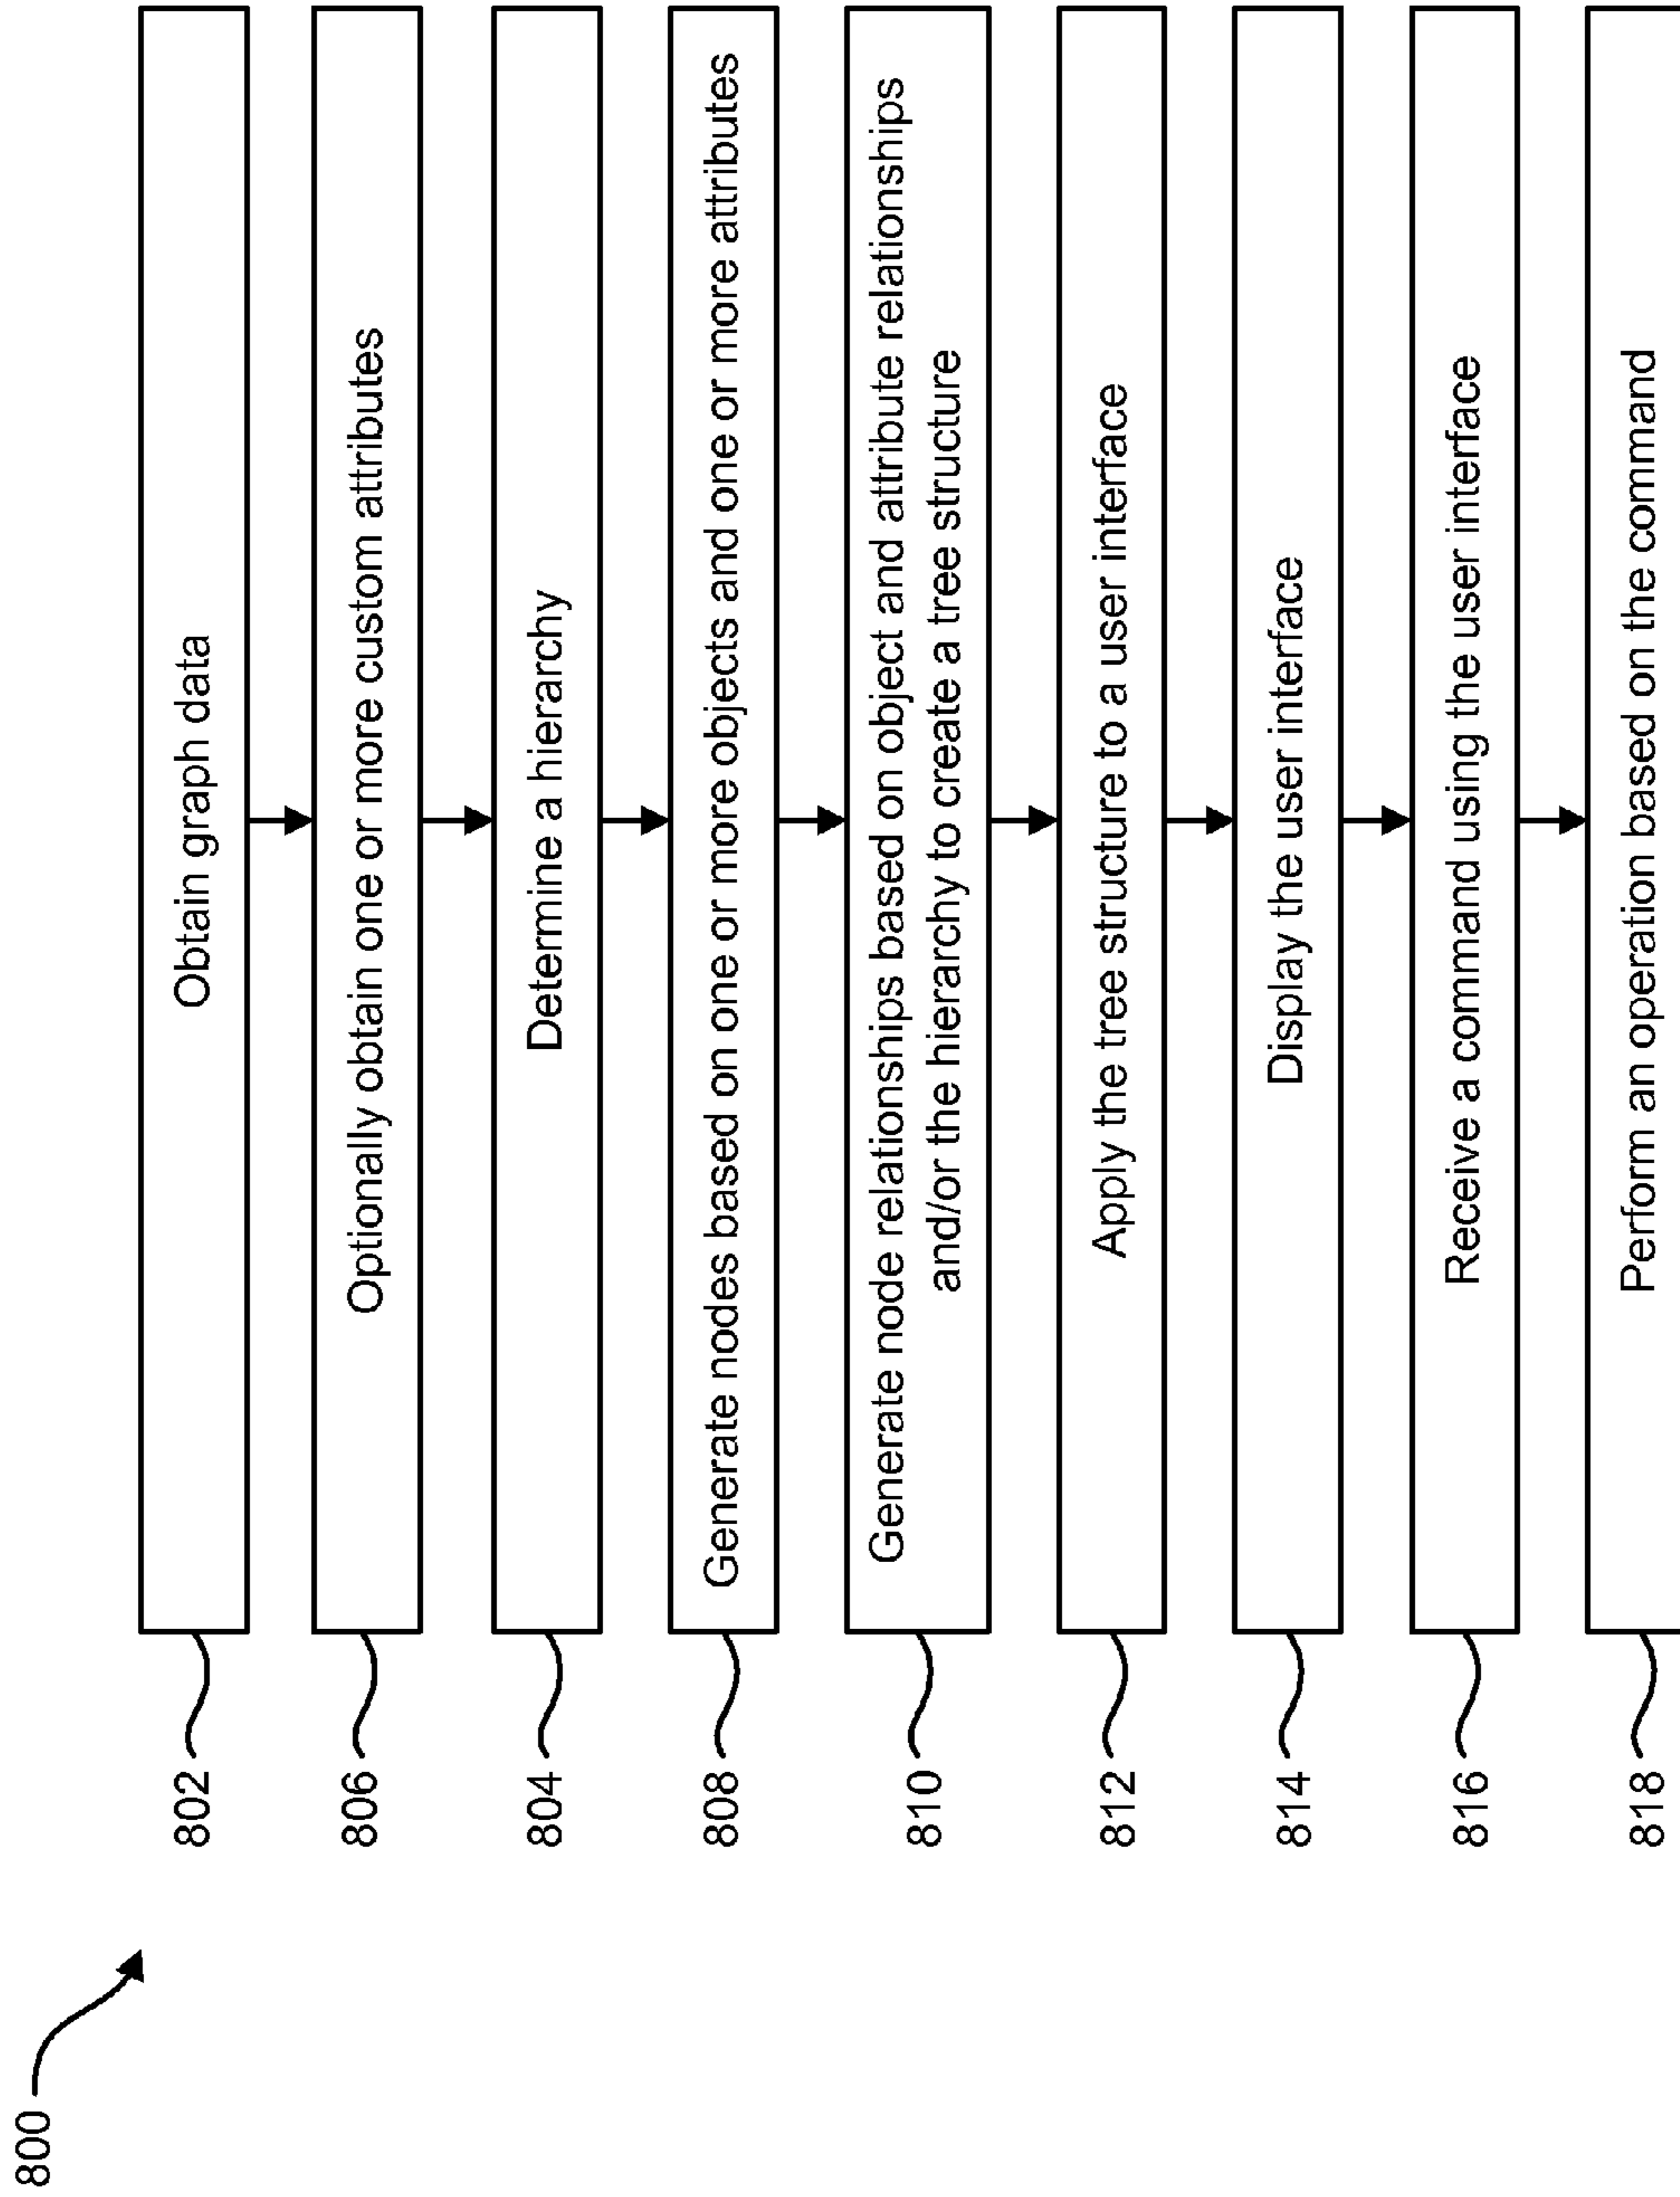 800
802
Obtain graph data
806
Optionally obtain one or more custom attributes
804
Determine a hierarchy
808
Generate nodes based on one or more objects and one or more attributes
810
Generate node relationships based on object and attribute relationships
and/or the hierarchy to create a tree structure
812
Apply the tree structure to a user interface
814
Display the user interface
816
Receive a command using the user interface
818
Perform an operation based on the command